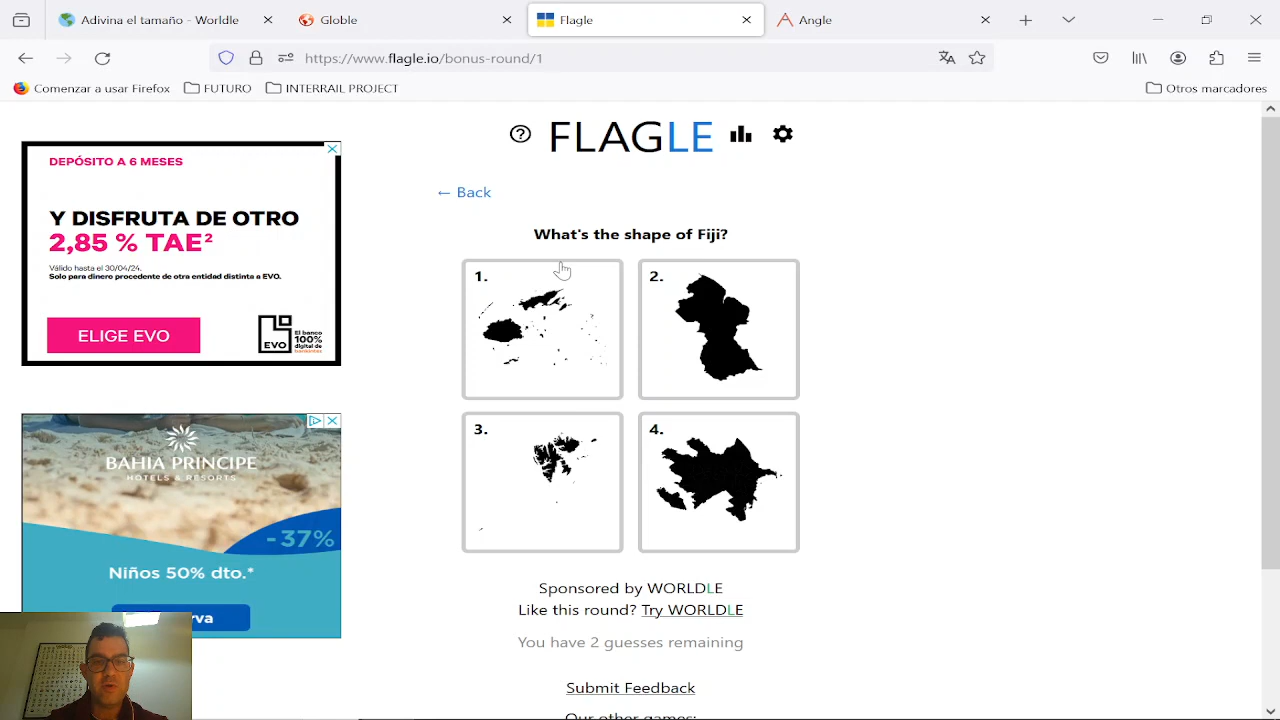 Adivina el tamaño - Worldle
Globle
Flagle
Angle
https://www.flagle.io/bonus-round/1
Comenzar a usar Firefox
FUTURO
INTERRAIL PROJECT
Otros marcadores
FLAGLE
← Back
What's the shape of Fiji?
1.
2.
3.
4.
Sponsored by WORLDLE
Like this round? Try WORLDLE
You have 2 guesses remaining
Submit Feedback
Our other games:
DEPÓSITO A 6 MESES
Y DISFRUTA DE OTRO
2,85 % TAE²
Válido hasta el 30/04/24.
Solo para dinero procedente de otra entidad distinta a EVO.
ELIGE EVO
EVO
El banco
100%
digital de
BAHIA PRINCIPE
HOTELS & RESORTS
- 37%
Niños 50% dto.*
rva